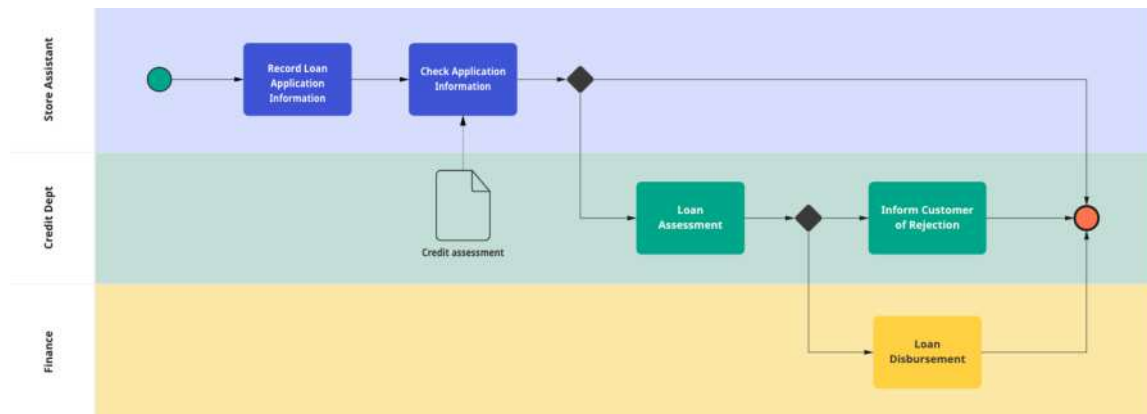 Store Assistant
Record Loan
Application
Information
Check Application
Information
Credit Dept
Credit assessment
Loan
Assessment
Inform Customer
of Rejection
Finance
Loan
Disbursement